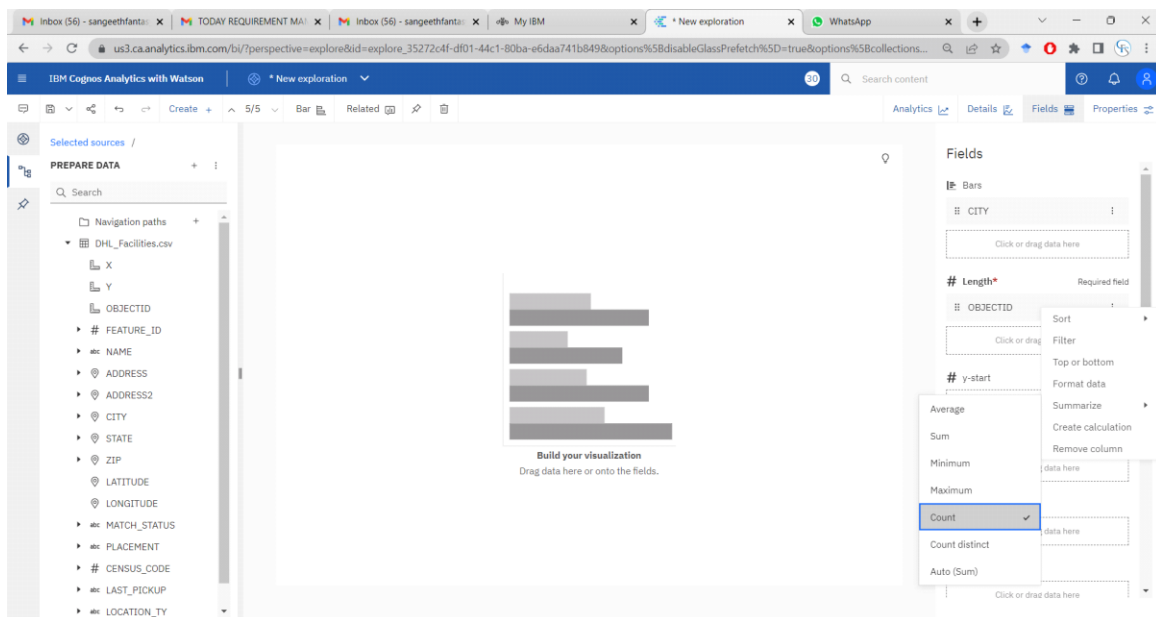 Inbox (56) - sangeethfantas
TODAY REQUIREMENT MAI
Inbox (56) - sangeethfantas
My IBM
* New exploration
WhatsApp
us3.ca.analytics.ibm.com/bi/?perspective=explore&id=explore_35272c4f-df01-44c1-80ba-e6daa741b849&options%5BdisableGlassPrefetch%5D=true&options%5Bcollections...
IBM Cognos Analytics with Watson
* New exploration
30
Search content
Create +
5/5
Bar
Related
Analytics
Details
Fields
Properties
Selected sources /
PREPARE DATA
Search
Navigation paths
DHL_Facilities.csv
X
Y
OBJECTID
# FEATURE_ID
abc NAME
ADDRESS
ADDRESS2
CITY
STATE
ZIP
LATITUDE
LONGITUDE
abc MATCH_STATUS
abc PLACEMENT
# CENSUS_CODE
abc LAST_PICKUP
abc LOCATION_TY
Build your visualization
Drag data here or onto the fields.
Fields
Bars
CITY
Click or drag data here
# Length* Required field
OBJECTID
Click or drag
# y-start
Sort
Filter
Top or bottom
Format data
Summarize
Create calculation
Remove column
Average
Sum
Minimum
Maximum
Count
Count distinct
Auto (Sum)
data here
data here
Click or drag data here